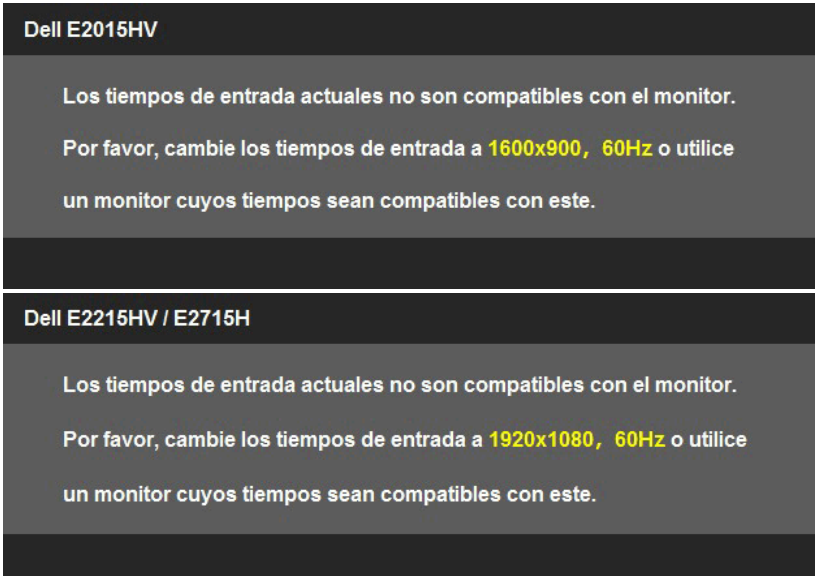 Dell E2015HV
Los tiempos de entrada actuales no son compatibles con el monitor.
Por favor, cambie los tiempos de entrada a 1600x900, 60Hz o utilice
un monitor cuyos tiempos sean compatibles con este.
Dell E2215HV / E2715H
Los tiempos de entrada actuales no son compatibles con el monitor.
Por favor, cambie los tiempos de entrada a 1920x1080, 60Hz o utilice
un monitor cuyos tiempos sean compatibles con este.